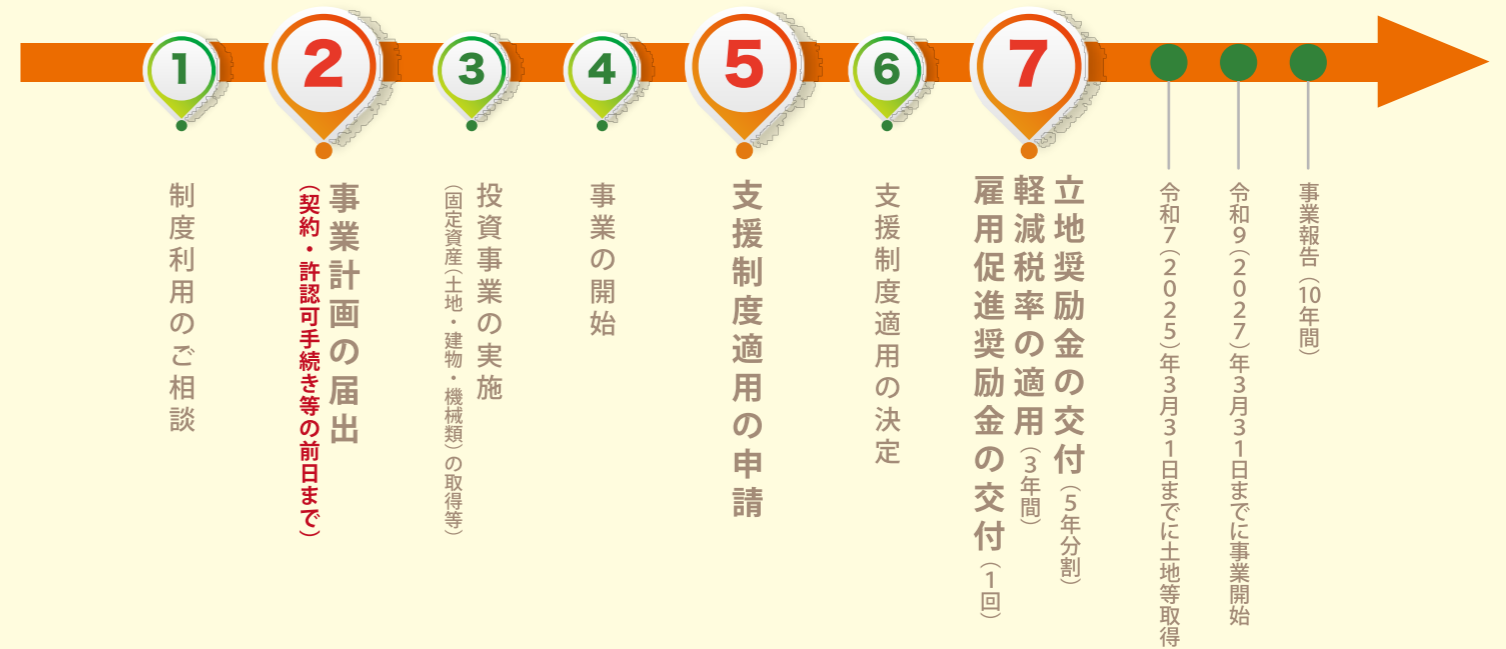 1
制度利用のご相談
2
事業計画の届出
（契約・許認可手続き等の前日まで）
3
投資事業の実施
（固定資産（土地・建物・機械類）の取得等）
4
事業の開始
5
支援制度適用の申請
6
支援制度適用の決定
7
立地奨励金の交付（5年分割）
軽減税率の適用（3年間）
雇用促進奨励金の交付（1回）
令和7（2025）年3月31日までに土地等取得
令和9（2027）年3月31日までに事業開始
事業報告（10年間）